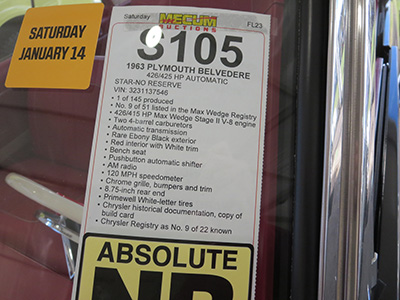 SATURDAY
JANUARY 14
Saturday
MECUM
AUCTIONS
FL23
S105
1963 PLYMOUTH BELVEDERE
426/425 HP AUTOMATIC
STAR-NO RESERVE
VIN: 3231137546
• 1 of 145 produced
• No. 9 of 51 listed in the Max Wedge Registry
• 426/415 HP Max Wedge Stage II V-8 engine
• Two 4-barrel carburetors
• Automatic transmission
• Rare Ebony Black exterior
• Red interior with White trim
• Bench seat
• Pushbutton automatic shifter
• AM radio
• 120 MPH speedometer
• Chrome grille, bumpers and trim
• 8.75-inch rear end
• Primewell White-letter tires
• Chrysler historical documentation, copy of
build card
• Chrysler Registry as No. 9 of 22 known
ABSOLUTE
NR